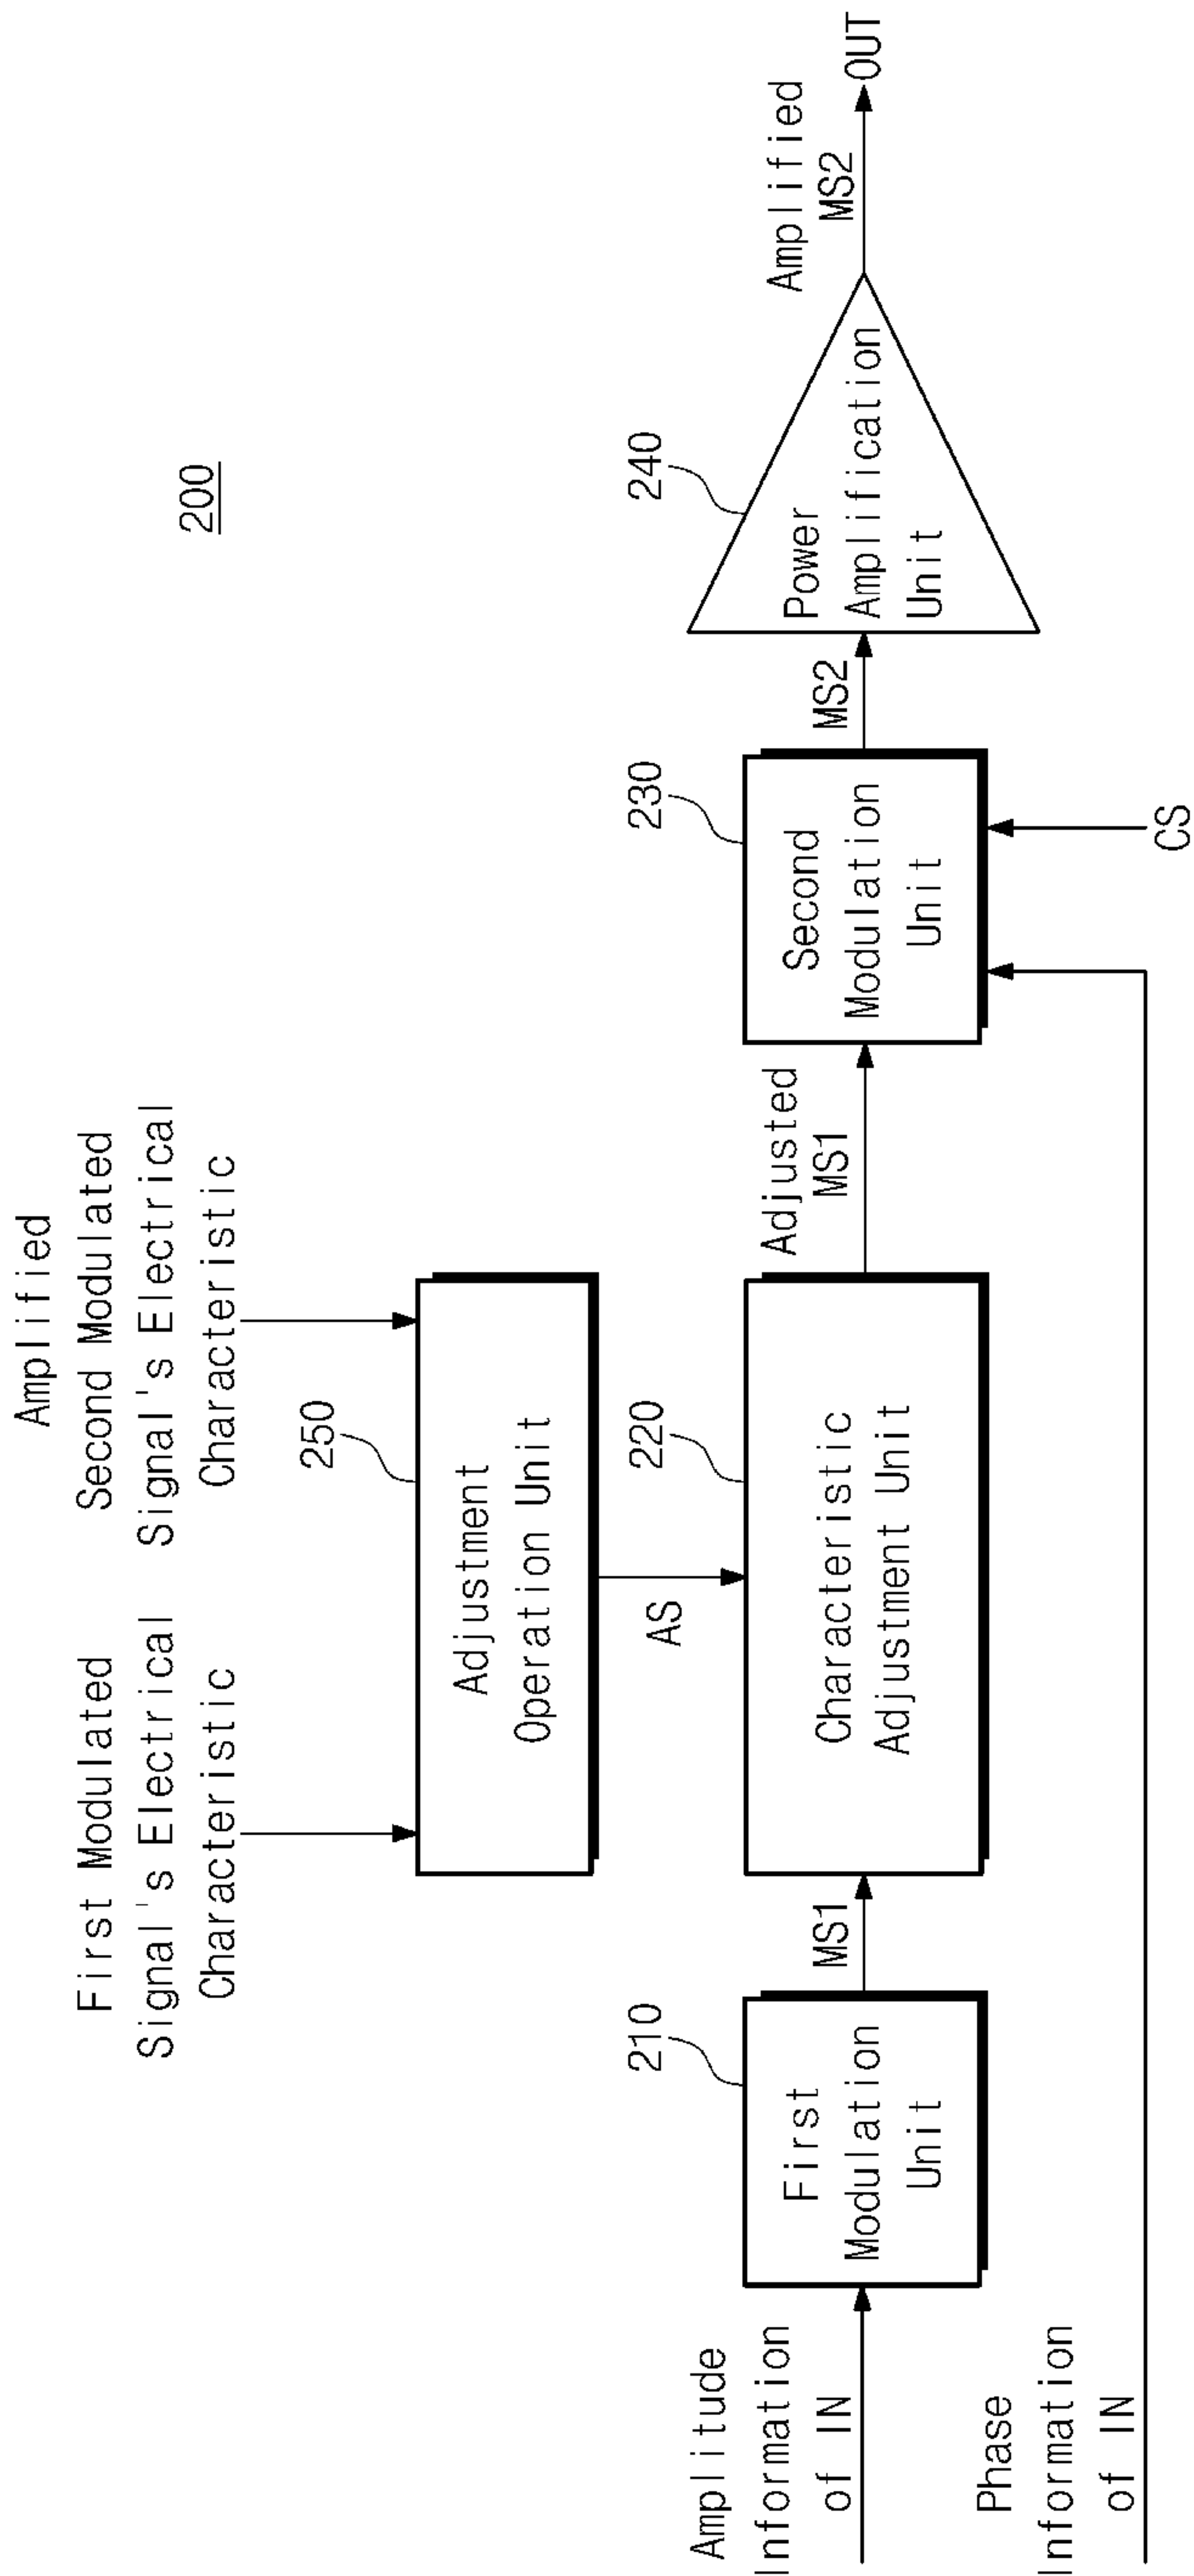 200
First Modulated
Signal's Electrical
Characteristic
Amplified
Second Modulated
Signal's Electrical
Characteristic
250
Adjustment
Operation Unit
AS
Amplitude
Information
of IN
210
First
Modulation
Unit
MS1
220
Characteristic
Adjustment Unit
Adjusted
MS1
230
Second
Modulation
Unit
MS2
240
Power
Amplification
Unit
Amplified
MS2
OUT
Phase
Information
of IN
CS